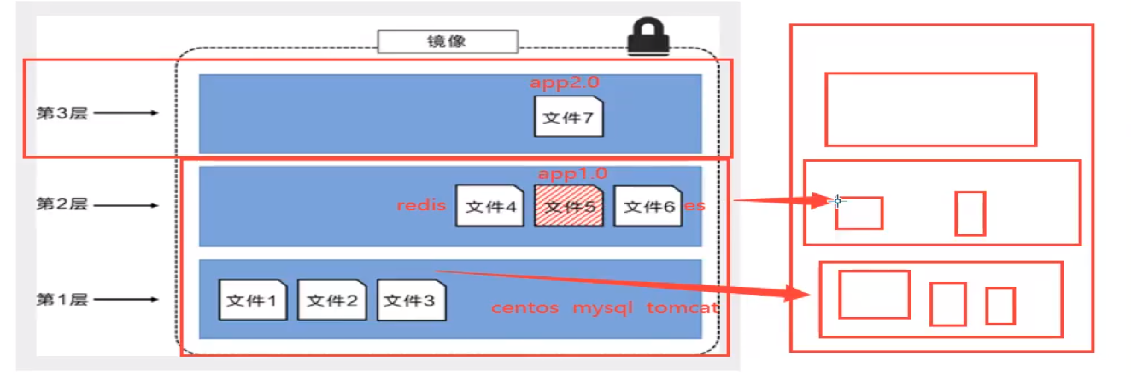 镜像
app2.0
第3层
文件7
app1.0
第2层
redis 文件4 文件5 文件6 es
第1层
文件1 文件2 文件3
centos mysql tomcat